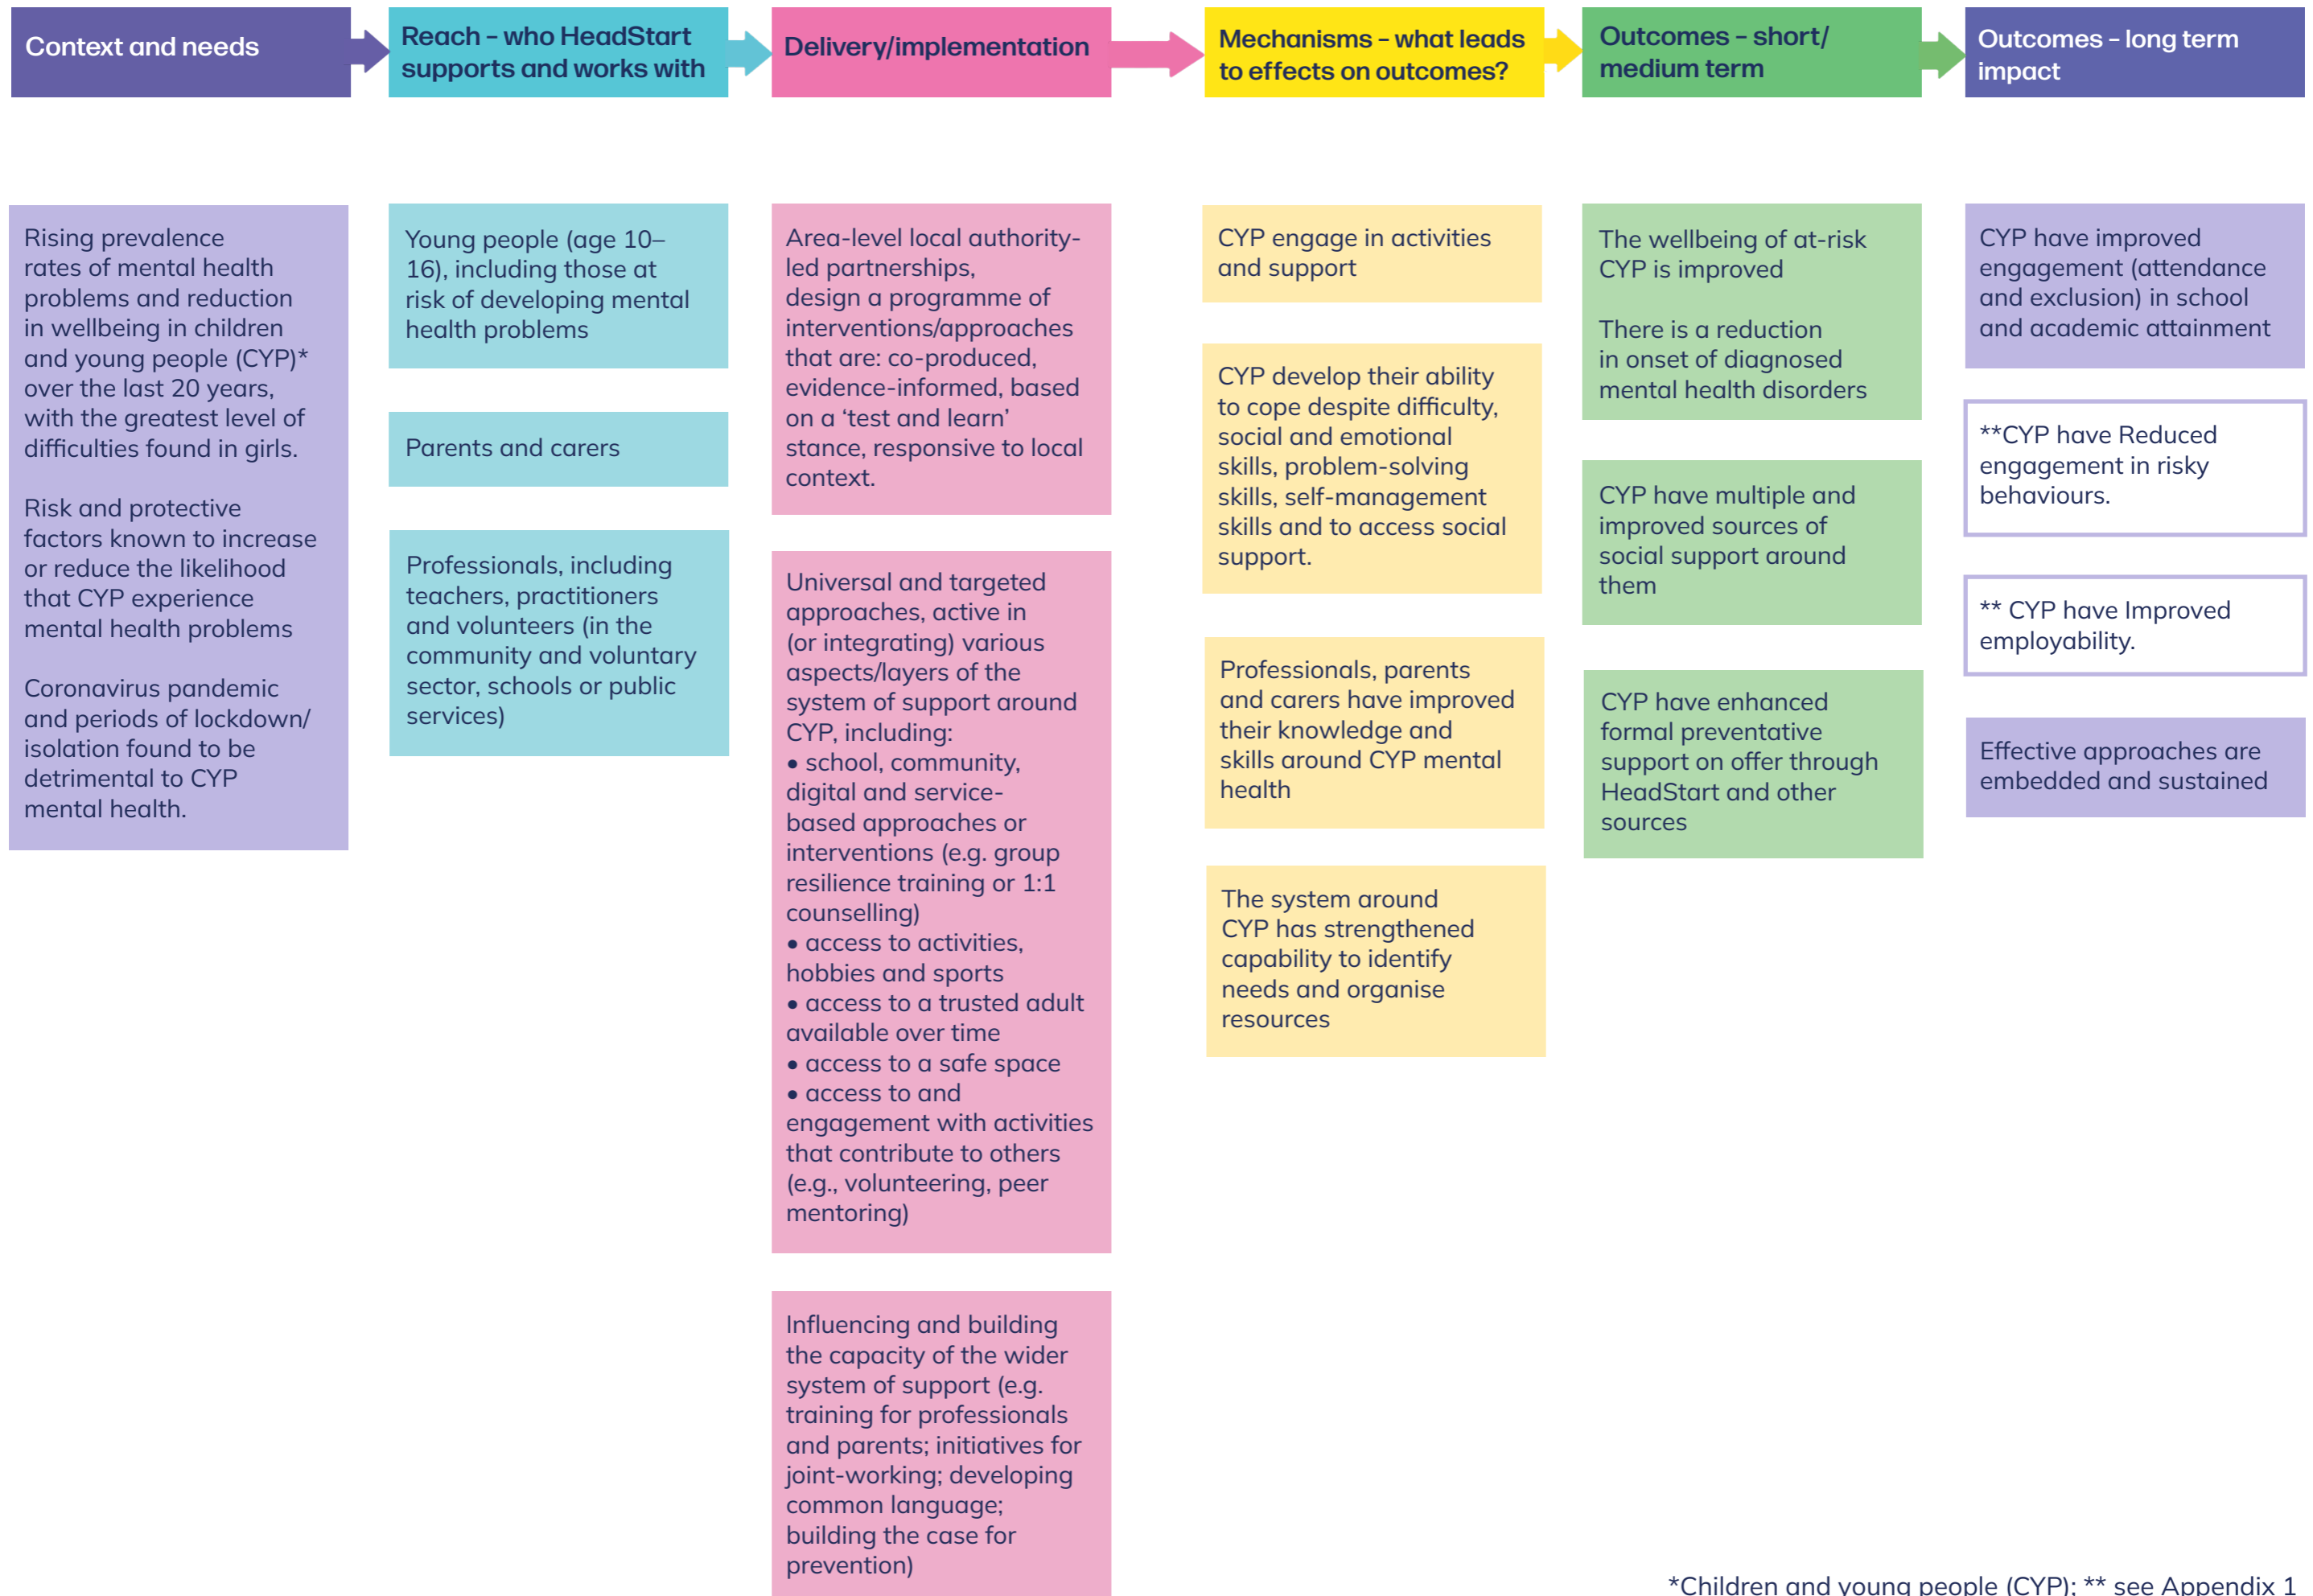 Context and needs
Reach – who HeadStart
supports and works with
Delivery/implementation
Mechanisms – what leads
to effects on outcomes?
Outcomes – short/
medium term
Outcomes – long term
impact
Rising prevalence
rates of mental health
problems and reduction
in wellbeing in children
and young people (CYP)*
over the last 20 years,
with the greatest level of
difficulties found in girls.
Risk and protective
factors known to increase
or reduce the likelihood
that CYP experience
mental health problems
Coronavirus pandemic
and periods of lockdown/
isolation found to be
detrimental to CYP
mental health.
Young people (age 10–
16), including those at
risk of developing mental
health problems
Parents and carers
Professionals, including
teachers, practitioners
and volunteers (in the
community and voluntary
sector, schools or public
services)
Area-level local authority-
led partnerships,
design a programme of
interventions/approaches
that are: co-produced,
evidence-informed, based
on a ‘test and learn’
stance, responsive to local
context.
Universal and targeted
approaches, active in
(or integrating) various
aspects/layers of the
system of support around
CYP, including:
• school, community,
digital and service-
based approaches or
interventions (e.g. group
resilience training or 1:1
counselling)
• access to activities,
hobbies and sports
• access to a trusted adult
available over time
• access to a safe space
• access to and
engagement with activities
that contribute to others
(e.g., volunteering, peer
mentoring)
Influencing and building
the capacity of the wider
system of support (e.g.
training for professionals
and parents; initiatives for
joint-working; developing
common language;
building the case for
prevention)
CYP engage in activities
and support
CYP develop their ability
to cope despite difficulty,
social and emotional
skills, problem-solving
skills, self-management
skills and to access social
support.
Professionals, parents
and carers have improved
their knowledge and
skills around CYP mental
health
The system around
CYP has strengthened
capability to identify
needs and organise
resources
The wellbeing of at-risk
CYP is improved
There is a reduction
in onset of diagnosed
mental health disorders
CYP have multiple and
improved sources of
social support around
them
CYP have enhanced
formal preventative
support on offer through
HeadStart and other
sources
CYP have improved
engagement (attendance
and exclusion) in school
and academic attainment
**CYP have Reduced
engagement in risky
behaviours.
** CYP have Improved
employability.
Effective approaches are
embedded and sustained
*Children and young people (CYP); ** see Appendix 1